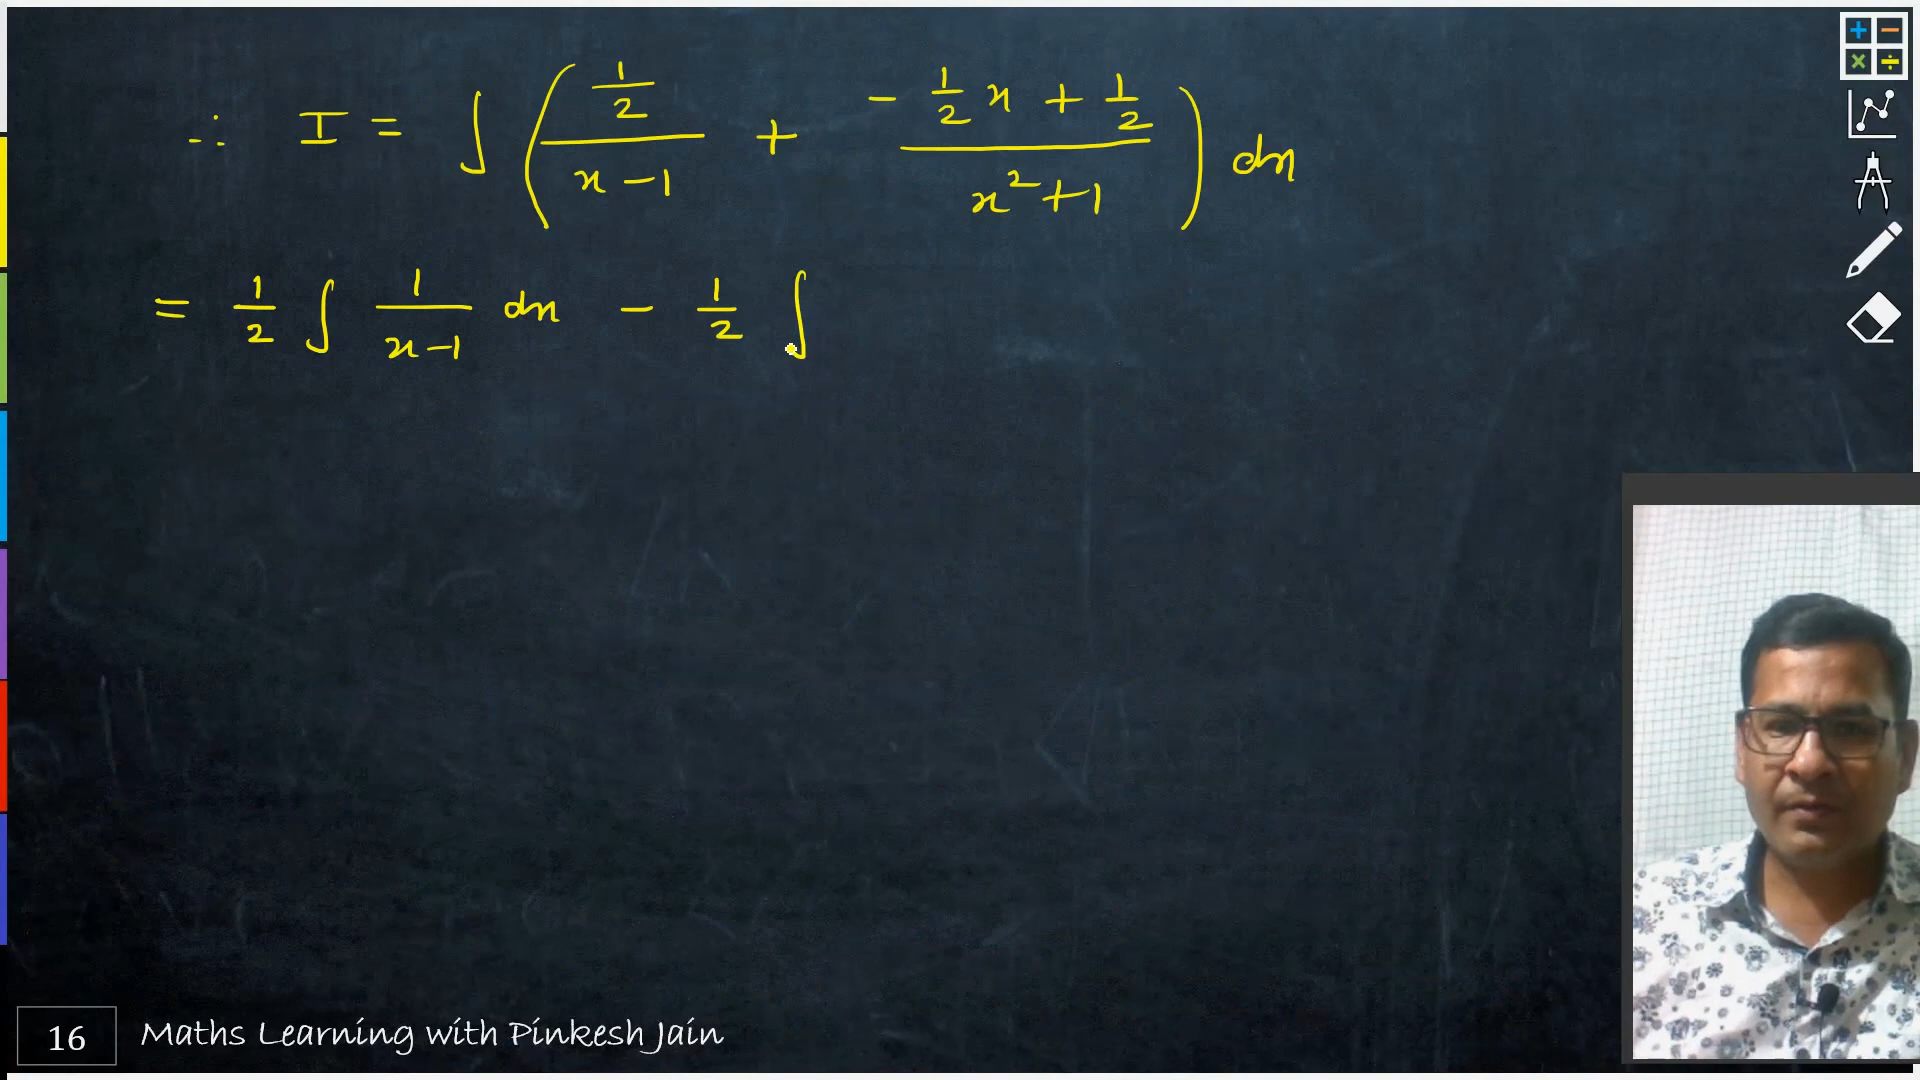 ∴ I = ∫ ( (1/2)/(x-1) + (-1/2 x + 1/2)/(x²+1) ) dx
= 1/2 ∫ 1/(x-1) dx - 1/2 ∫
16 Maths Learning with Pinkesh Jain